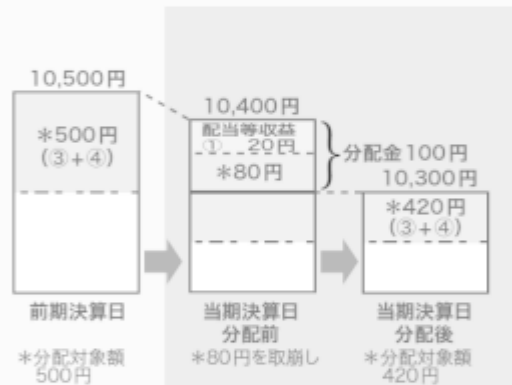 10,500円
*500円
(③+④)
前期決算日
*分配対象額
500円
10,400円
配当等収益
① 20円
*80円
分配金100円
当期決算日
分配前
*80円を取崩し
10,300円
*420円
(③+④)
当期決算日
分配後
*分配対象額
420円